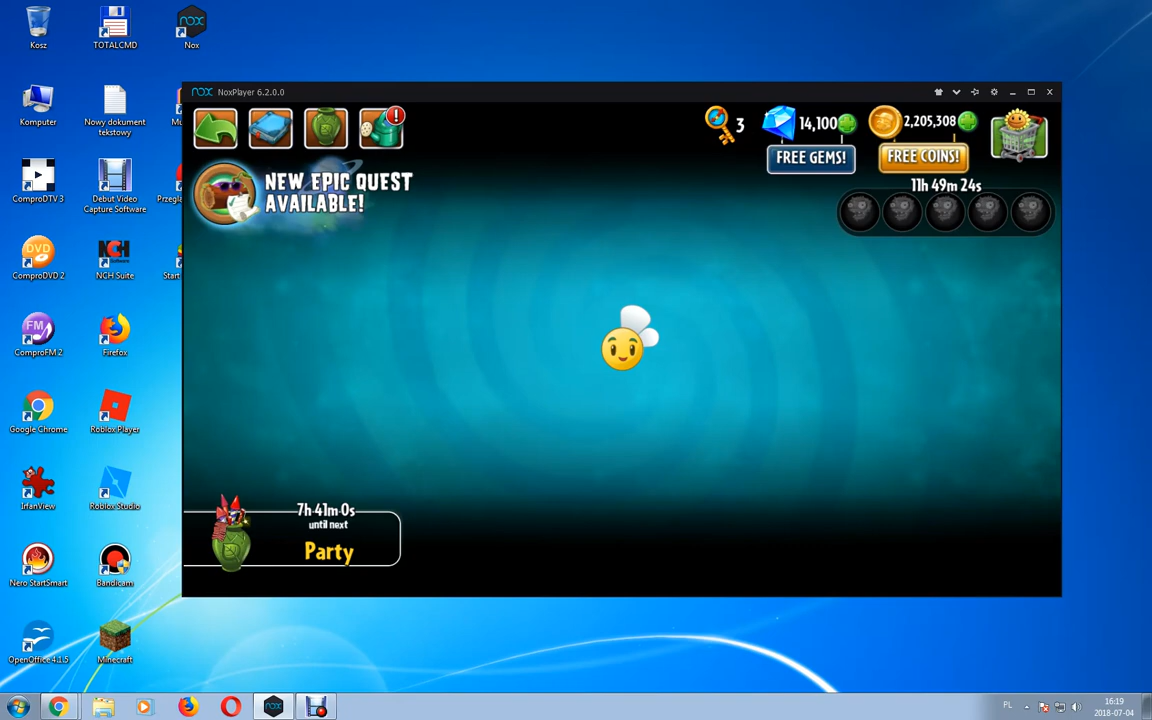 Kosz
TOTALCMD
Nox
Komputer
Nowy dokument
tekstowy
ComproDTV 3
Debut Video
Capture Software
ComproDVD 2
NCH Suite
Start
ComproFM 2
Firefox
Google Chrome
Roblox Player
IrfanView
Roblox Studio
Nero StartSmart
Bandicam
OpenOffice 4.1.5
Minecraft
nox NoxPlayer 6.2.0.0
3
14,100
2,205,308
FREE GEMS!
FREE COINS!
11h 49m 24s
NEW EPIC QUEST
AVAILABLE!
7h 41m 0s
until next
Party
PL
16:19
2018-07-04